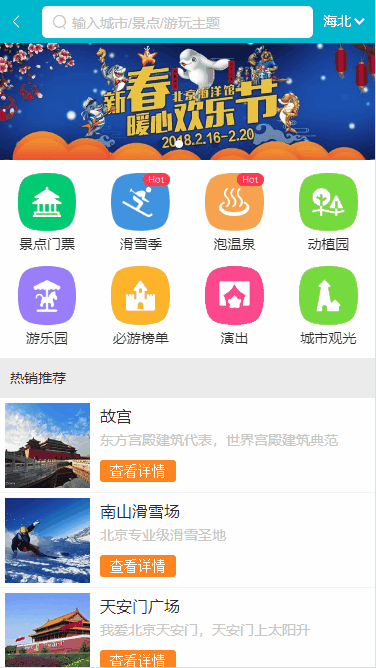 输入城市/景点/游玩主题
海北
新春
北京海洋馆
暖心欢乐节
2018.2.16-2.20
Hot
Hot
景点门票
滑雪季
泡温泉
动植园
游乐园
必游榜单
演出
城市观光
热销推荐
故宫
东方宫殿建筑代表，世界宫殿建筑典范
查看详情
南山滑雪场
北京专业级滑雪圣地
查看详情
天安门广场
我爱北京天安门，天安门上太阳升
查看详情